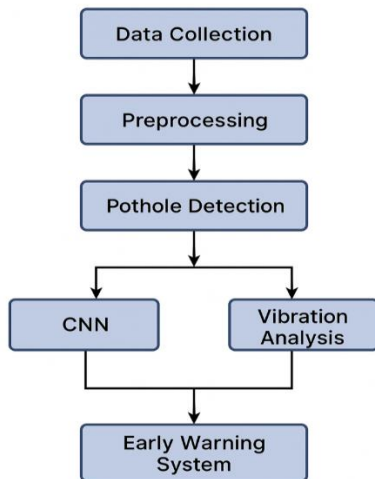 Data Collection
Preprocessing
Pothole Detection
CNN
Vibration
Analysis
Early Warning
System